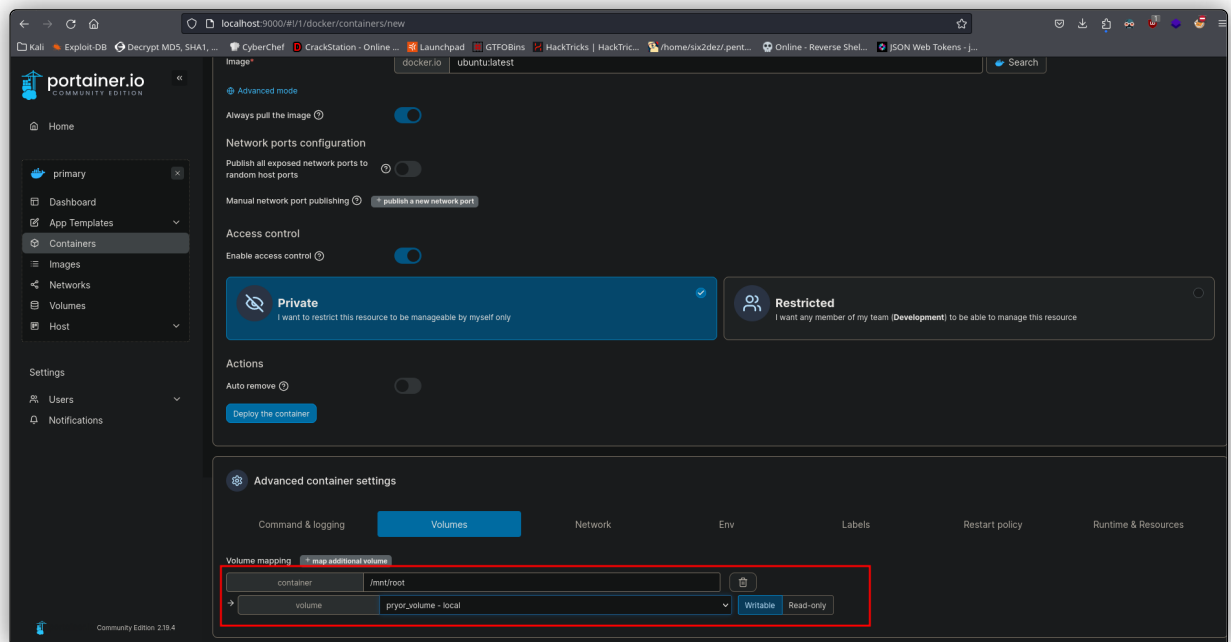 localhost:9000/#!/1/docker/containers/new
Kali Exploit-DB Decrypt MD5, SHA1, ... CyberChef CrackStation - Online ... Launchpad GTFOBins HackTricks | HackTric... /home/six2dez/.pent... Online - Reverse Shel... JSON Web Tokens - j...
portainer.io
COMMUNITY EDITION
Home
primary
Dashboard
App Templates
Containers
Images
Networks
Volumes
Host
Settings
Users
Notifications
Community Edition 2.19.4
Image* docker.io ubuntu:latest Search
Advanced mode
Always pull the image
Network ports configuration
Publish all exposed network ports to
random host ports
Manual network port publishing + publish a new network port
Access control
Enable access control
Private
I want to restrict this resource to be manageable by myself only
Restricted
I want any member of my team (Development) to be able to manage this resource
Actions
Auto remove
Deploy the container
Advanced container settings
Command & logging Volumes Network Env Labels Restart policy Runtime & Resources
Volume mapping + map additional volume
container /mnt/root
volume pryor_volume - local Writable Read-only